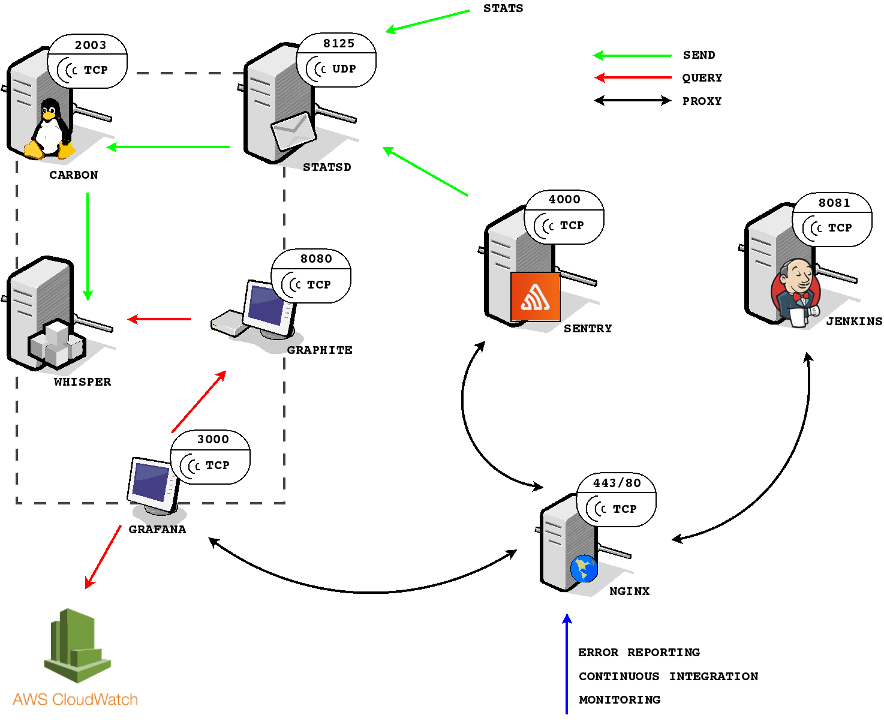 STATS
2003
TCP
8125
UDP
SEND
QUERY
PROXY
CARBON
STATSD
4000
TCP
SENTRY
8081
TCP
JENKINS
8080
TCP
GRAPHITE
WHISPER
3000
TCP
GRAFANA
443/80
TCP
NGINX
AWS CloudWatch
ERROR REPORTING
CONTINUOUS INTEGRATION
MONITORING